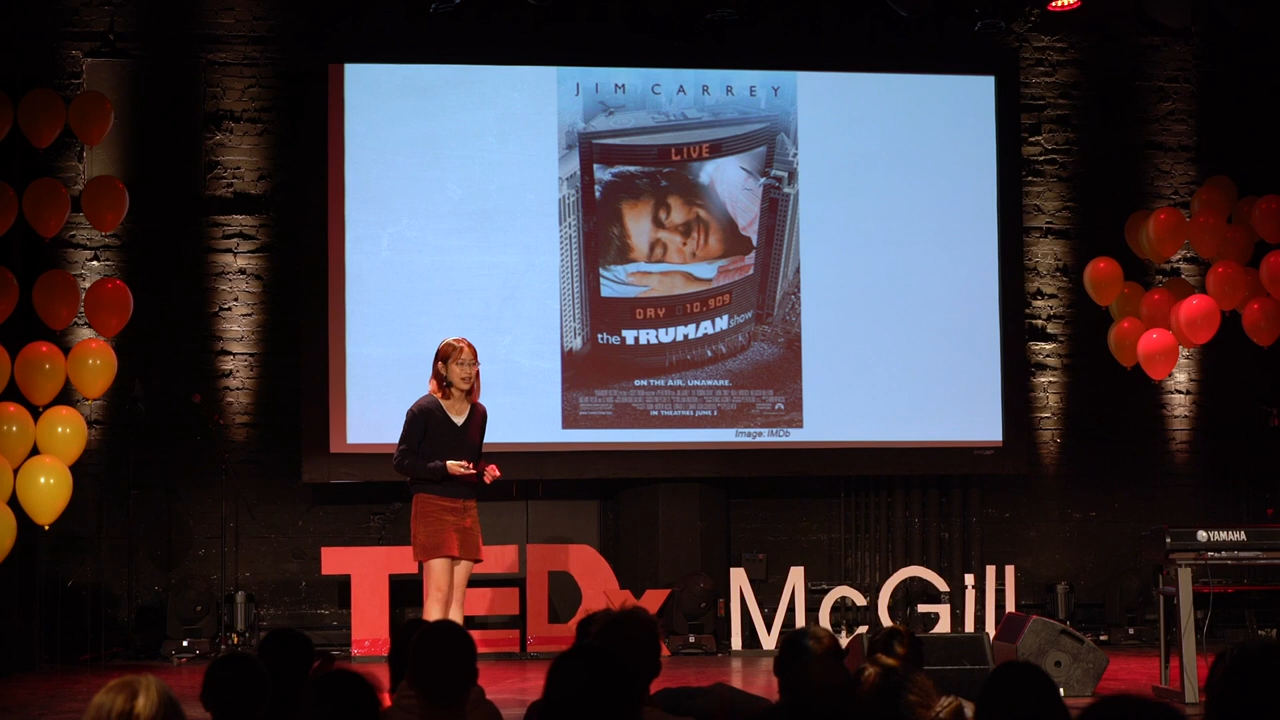 JIM CARREY
LIVE
DAY 10,909
the TRUMAN show
ON THE AIR. UNAWARE.
IN THEATRES JUNE 5
Image: IMDb
YAMAHA
TEDx McGill